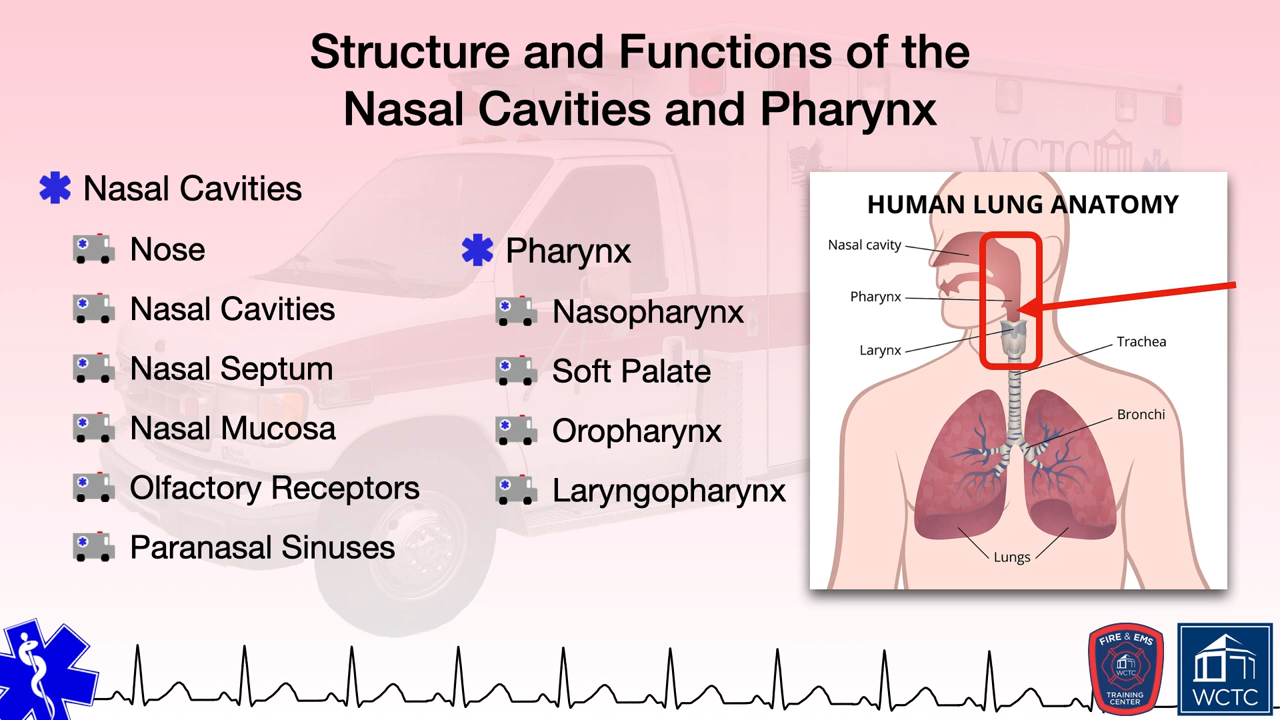 Structure and Functions of the
Nasal Cavities and Pharynx
WCTC
Nasal Cavities
Nose
Nasal Cavities
Nasal Septum
Nasal Mucosa
Olfactory Receptors
Paranasal Sinuses
Pharynx
Nasopharynx
Soft Palate
Oropharynx
Laryngopharynx
HUMAN LUNG ANATOMY
Nasal cavity
Pharynx
Larynx
Trachea
Bronchi
Lungs
FIRE & EMS
WCTC
TRAINING
CENTER
WCTC